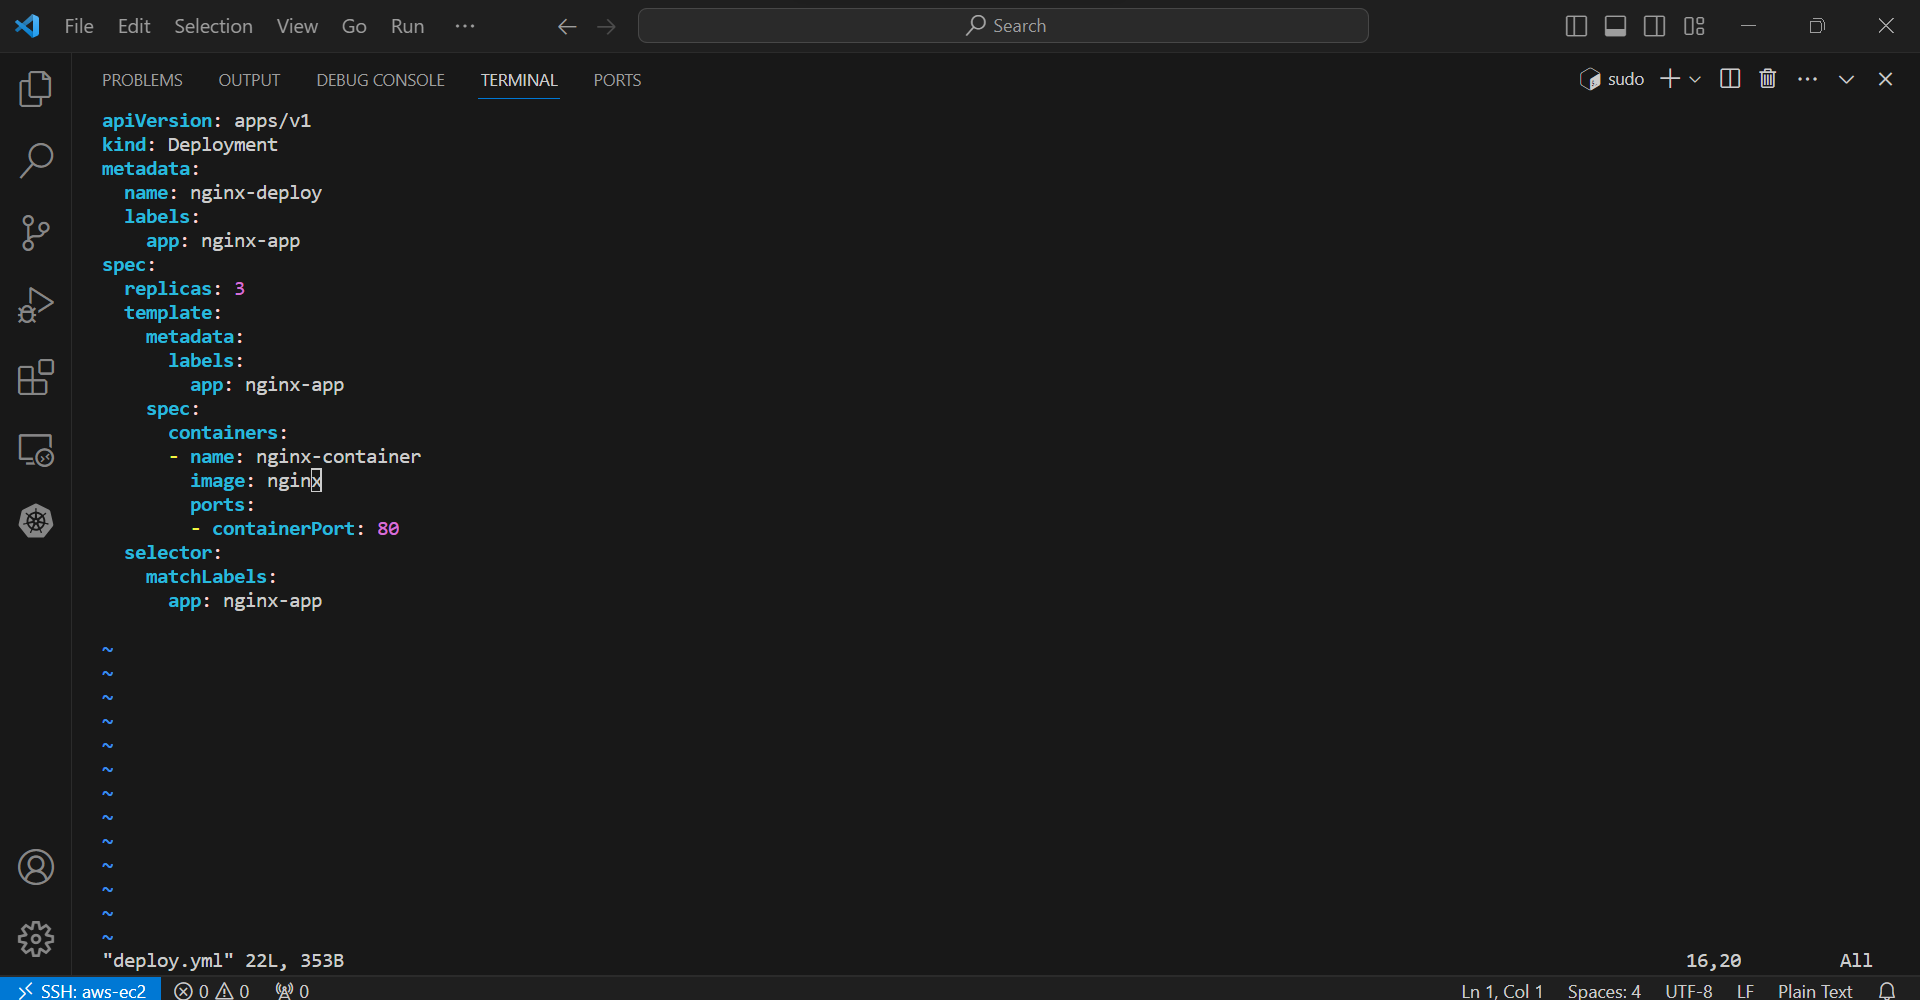 File Edit Selection View Go Run ··· Search
PROBLEMS OUTPUT DEBUG CONSOLE TERMINAL PORTS sudo
apiVersion: apps/v1
kind: Deployment
metadata:
  name: nginx-deploy
  labels:
    app: nginx-app
spec:
  replicas: 3
  template:
    metadata:
      labels:
        app: nginx-app
    spec:
      containers:
      - name: nginx-container
        image: nginx
        ports:
        - containerPort: 80
  selector:
    matchLabels:
      app: nginx-app
~
~
~
~
~
~
~
~
~
~
~
~
~
"deploy.yml" 22L, 353B 16,20 All
SSH: aws-ec2 0 0 0 Ln 1, Col 1 Spaces: 4 UTF-8 LF Plain Text